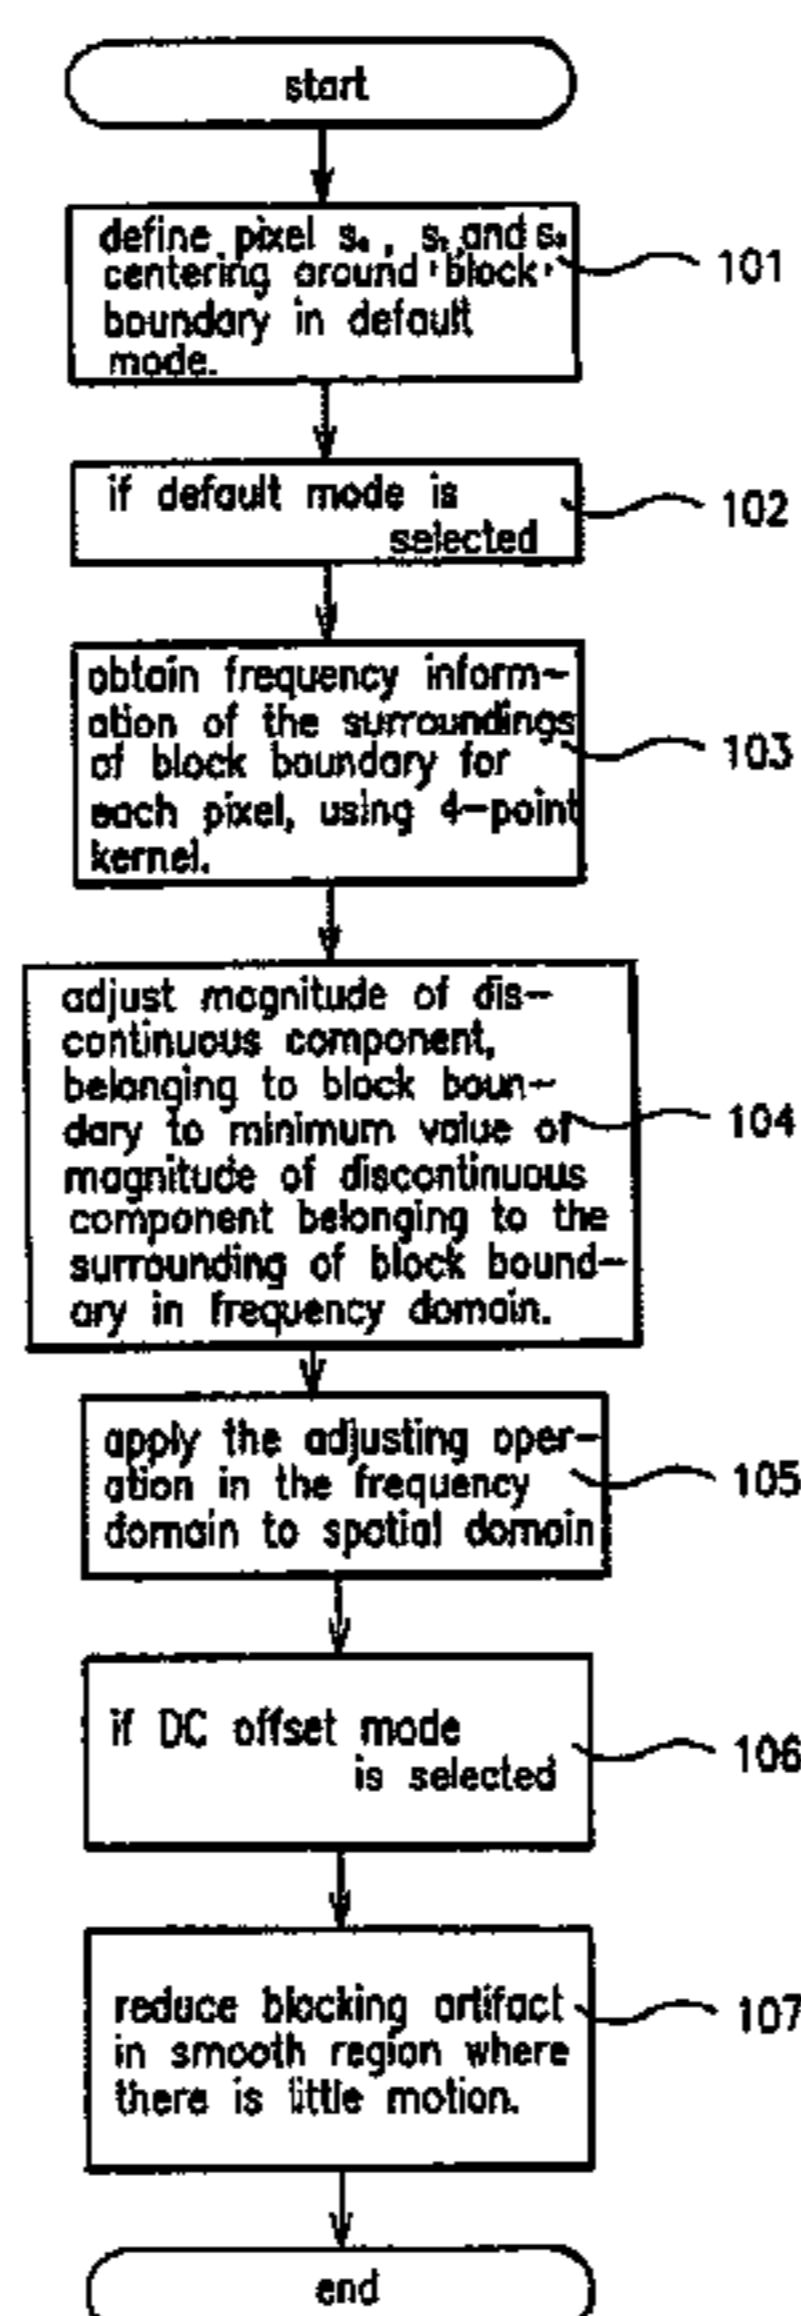 start
define pixel s₀, s₁ and s₂
centering around block
boundary in default
mode.
101
if default mode is
selected
102
obtain frequency inform-
ation of the surroundings
of block boundary for
each pixel, using 4-point
kernel.
103
adjust magnitude of dis-
continuous component,
belonging to block boun-
dary to minimum value of
magnitude of discontinuous
component belonging to the
surrounding of block bound-
ary in frequency domain.
104
apply the adjusting oper-
ation in the frequency
domain to spatial domain
105
if DC offset mode
is selected
106
reduce blocking artifact
in smooth region where
there is little motion.
107
end